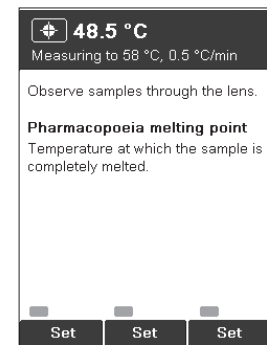 48.5 °C
Measuring to 58 °C, 0.5 °C/min
Observe samples through the lens.
Pharmacopoeia melting point
Temperature at which the sample is
completely melted.
Set Set Set